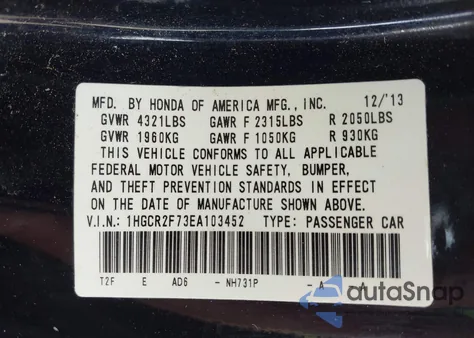 MFD. BY HONDA OF AMERICA MFG., INC. 12/'13
GVWR 4321LBS GAWR F 2315LBS R 2050LBS
GVWR 1960KG GAWR F 1050KG R 930KG
THIS VEHICLE CONFORMS TO ALL APPLICABLE
FEDERAL MOTOR VEHICLE SAFETY, BUMPER,
AND THEFT PREVENTION STANDARDS IN EFFECT
ON THE DATE OF MANUFACTURE SHOWN ABOVE.
V.I.N.: 1HGCR2F73EA103452 TYPE: PASSENGER CAR
T2F E AD6 - NH731P - A
autoSnap